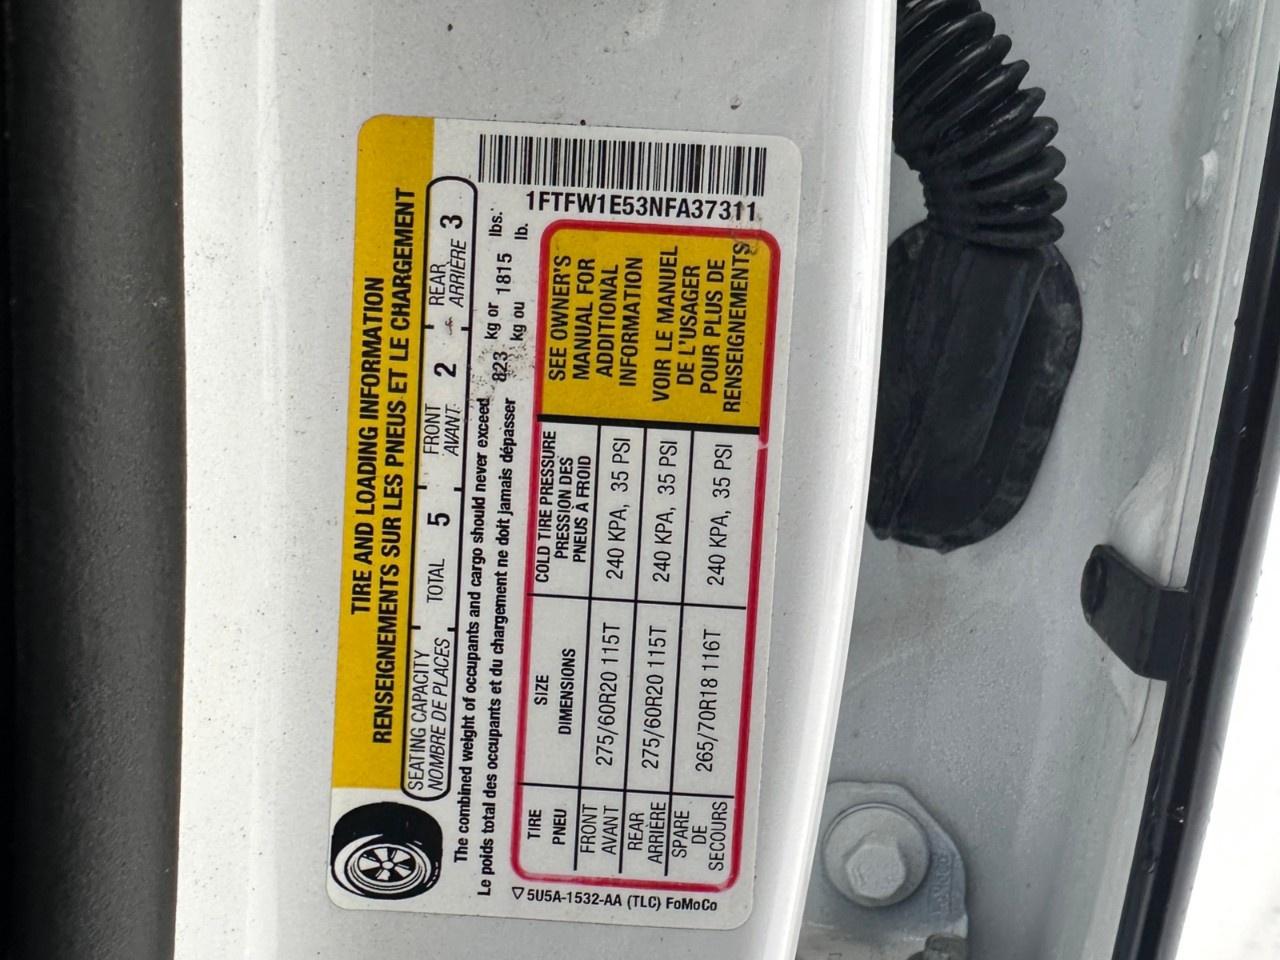 TIRE AND LOADING INFORMATION
RENSEIGNEMENTS SUR LES PNEUS ET LE CHARGEMENT
SEATING CAPACITY TOTAL 5 FRONT 2 REAR 3
NOMBRE DE PLACES AVANT ARRIÈRE
The combined weight of occupants and cargo should never exceed 823 kg or 1815 lbs.
Le poids total des occupants et du chargement ne doit jamais dépasser kg ou lb.
1FTFW1E53NFA37311
TIRE SIZE COLD TIRE PRESSURE
PNEU DIMENSIONS PRESSION DES
PNEUS À FROID
FRONT
AVANT 275/60R20 115T 240 KPA, 35 PSI
REAR
ARRIÈRE 275/60R20 115T 240 KPA, 35 PSI
SPARE
DE
SECOURS 265/70R18 116T 240 KPA, 35 PSI
SEE OWNER'S
MANUAL FOR
ADDITIONAL
INFORMATION
VOIR LE MANUEL
DE L'USAGER
POUR PLUS DE
RENSEIGNEMENTS
5U5A-1532-AA (TLC) FoMoCo